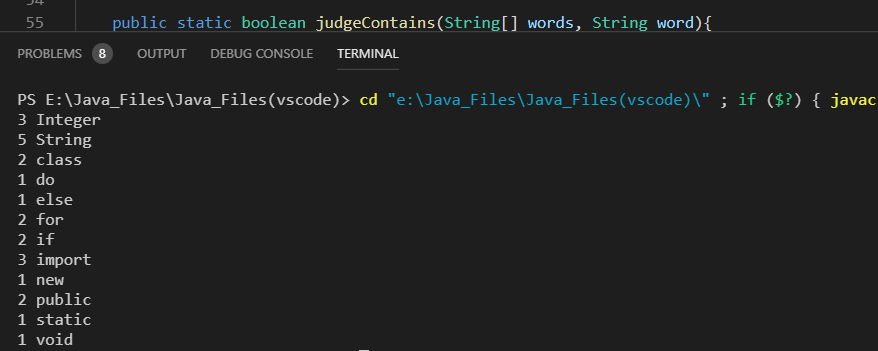 55 public static boolean judgeContains(String[] words, String word){
PROBLEMS 8 OUTPUT DEBUG CONSOLE TERMINAL
PS E:\Java_Files\Java_Files(vscode)> cd "e:\Java_Files\Java_Files(vscode)\" ; if ($?) { javac
3 Integer
5 String
2 class
1 do
1 else
2 for
2 if
3 import
1 new
2 public
1 static
1 void